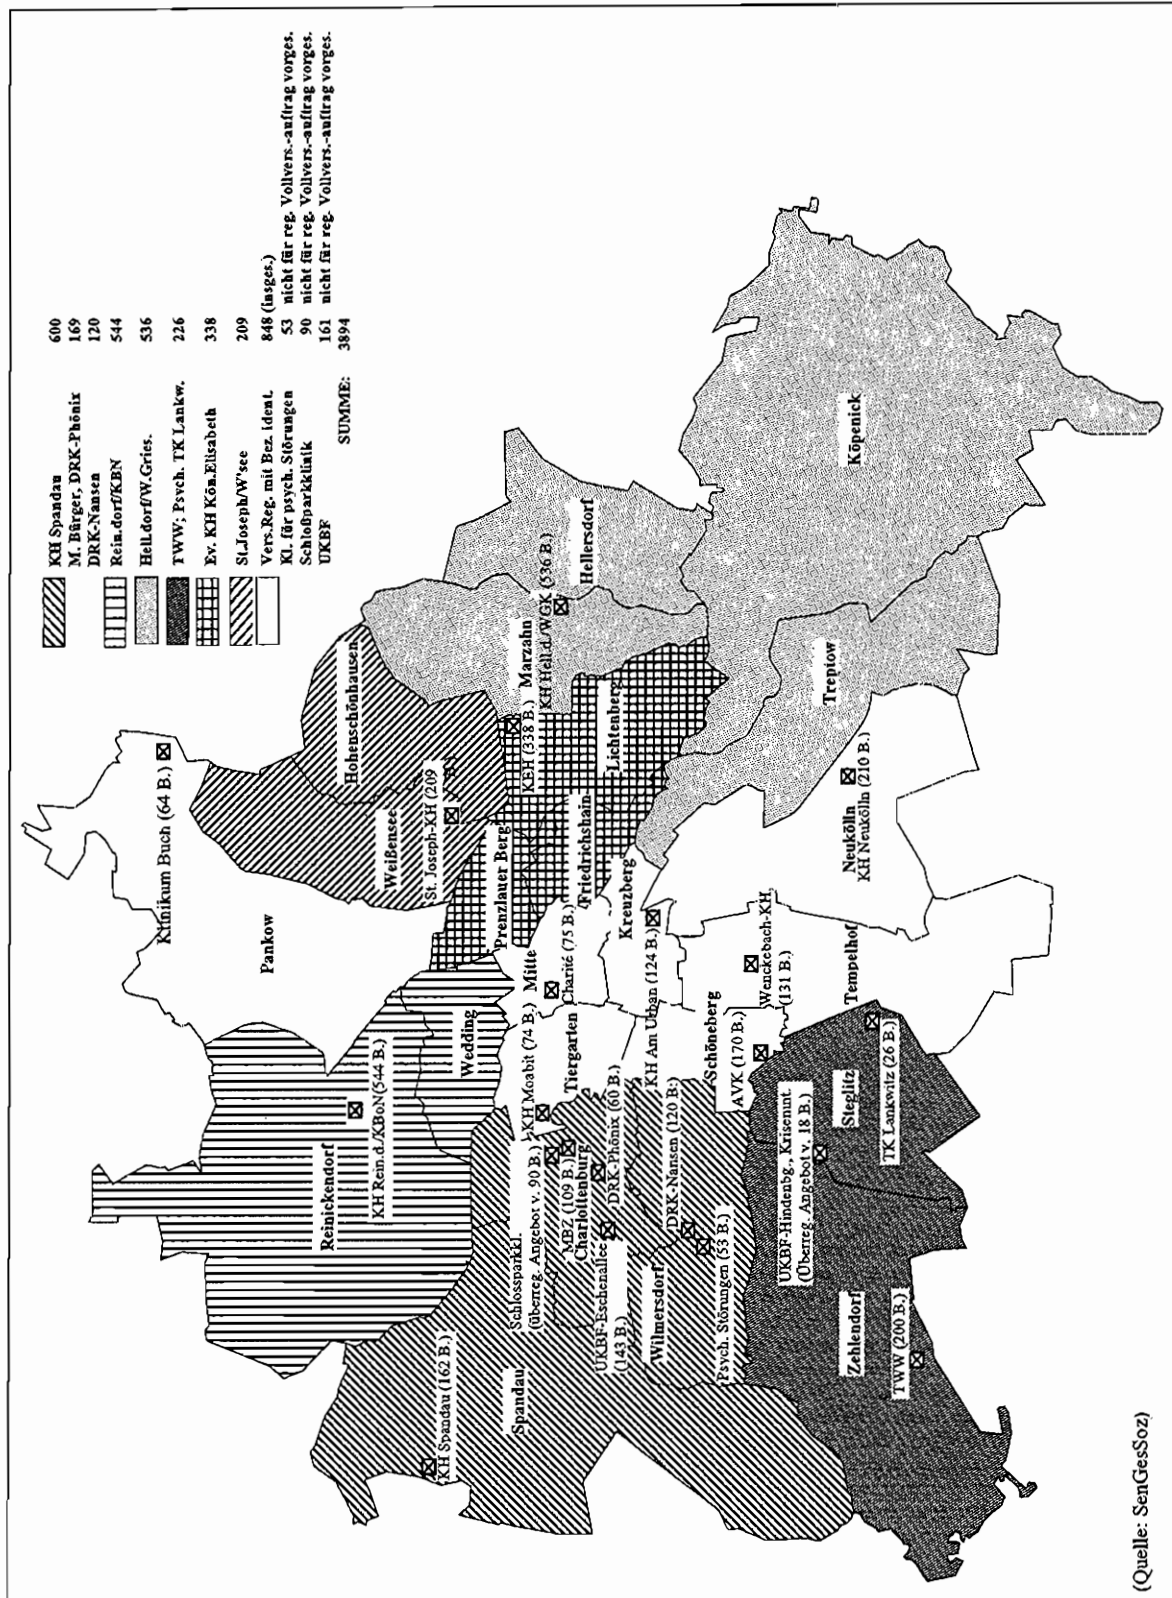 KH Spandau 600
M. Bürger, DRK-Phönix 169
DRK-Nansen 120
Rein.dorf/KBN 544
Hell.dorf/W.Gries. 536
TWW; Psych. TK Lankw. 226
Ev. KH Kön.Elisabeth 338
St.Joseph/W'see 209
Vers.Reg. mit Bez. ident. 848 (insges.)
Kl. für psych. Störungen 53 nicht für reg. Vollvers.-auftrag vorges.
Schloßparkklinik 90 nicht für reg. Vollvers.-auftrag vorges.
UKBF 161 nicht für reg. Vollvers.-auftrag vorges.
SUMME: 3894
Klinikum Buch (64 B.)
Pankow
Hohenschönhausen
Weißensee
St. Joseph-KH (209
B.)
Reinickendorf
KH Rein.d./KBoN(544 B.)
Wedding
Prenzlauer Berg
KEH (338 B.)
Marzahn
KH Hell.d./WGK (536 B.)
Hellersdorf
Lichtenberg
Friedrichshain
Mitte
Charité (75 B.)
KH Moabit (74 B.)
Tiergarten
Kreuzberg
KH Am Urban (124 B.)
KH Spandau (162 B.)
Spandau
Schlossparkkl.
(überreg. Angebot v. 90 B.)
MBZ (109 B.)
Charlottenburg
DRK-Phönix (60 B.)
UKBF-Eschenallee
(143 B.)
Wilmersdorf
DRK-Nansen (120 B.)
Psych. Störungen (53 B.)
Schöneberg
AVK (170 B.)
Wenckebach-KH
(131 B.)
Tempelhof
Neukölln
KH Neukölln (210 B.)
Treptow
Köpenick
UKBF-Hindenbg., Krisenint.
(Überreg. Angebot v. 18 B.)
Steglitz
TK Lankwitz (26 B.)
Zehlendorf
TWW (200 B.)
(Quelle: SenGesSoz)